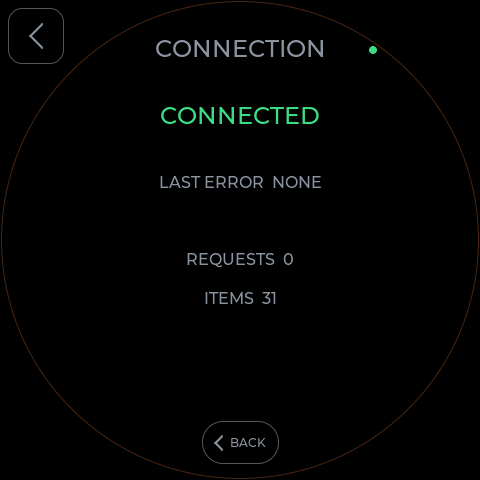 CONNECTION
CONNECTED
LAST ERROR NONE
REQUESTS 0
ITEMS 31
BACK